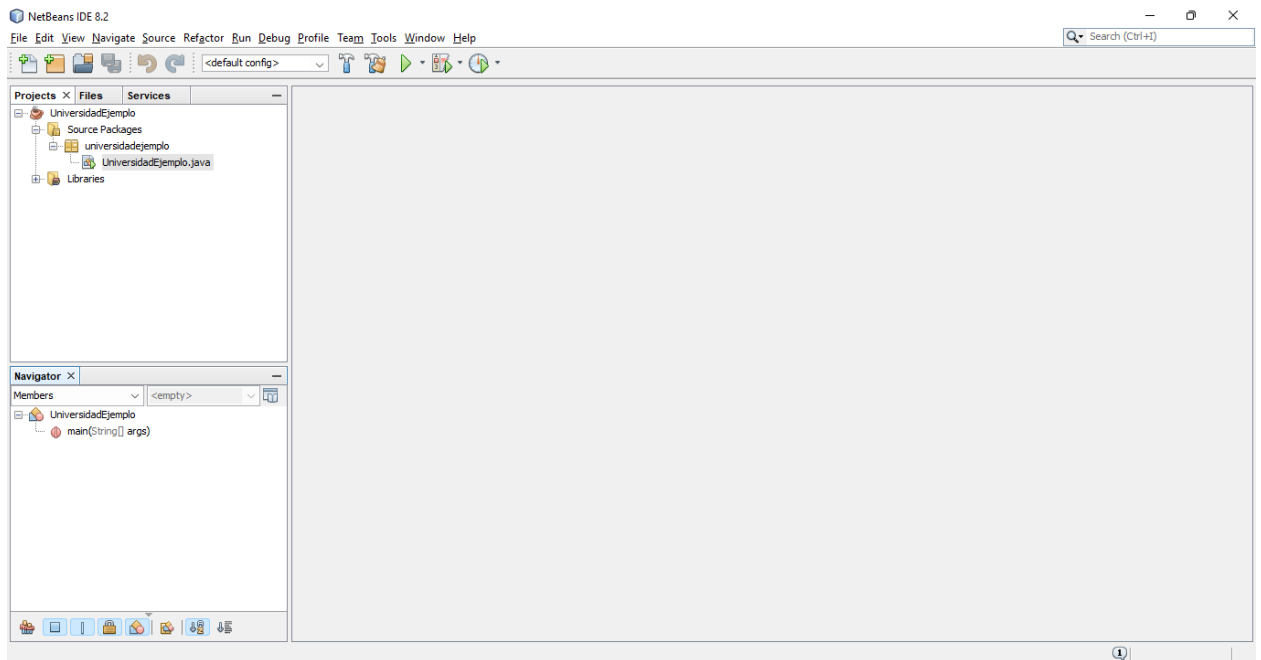 NetBeans IDE 8.2
File Edit View Navigate Source Refactor Run Debug Profile Team Tools Window Help
Search (Ctrl+I)
<default config>
Projects Files Services
UniversidadEjemplo
Source Packages
universidadejemplo
UniversidadEjemplo.java
Libraries
Navigator
Members <empty>
UniversidadEjemplo
main(String[] args)
1